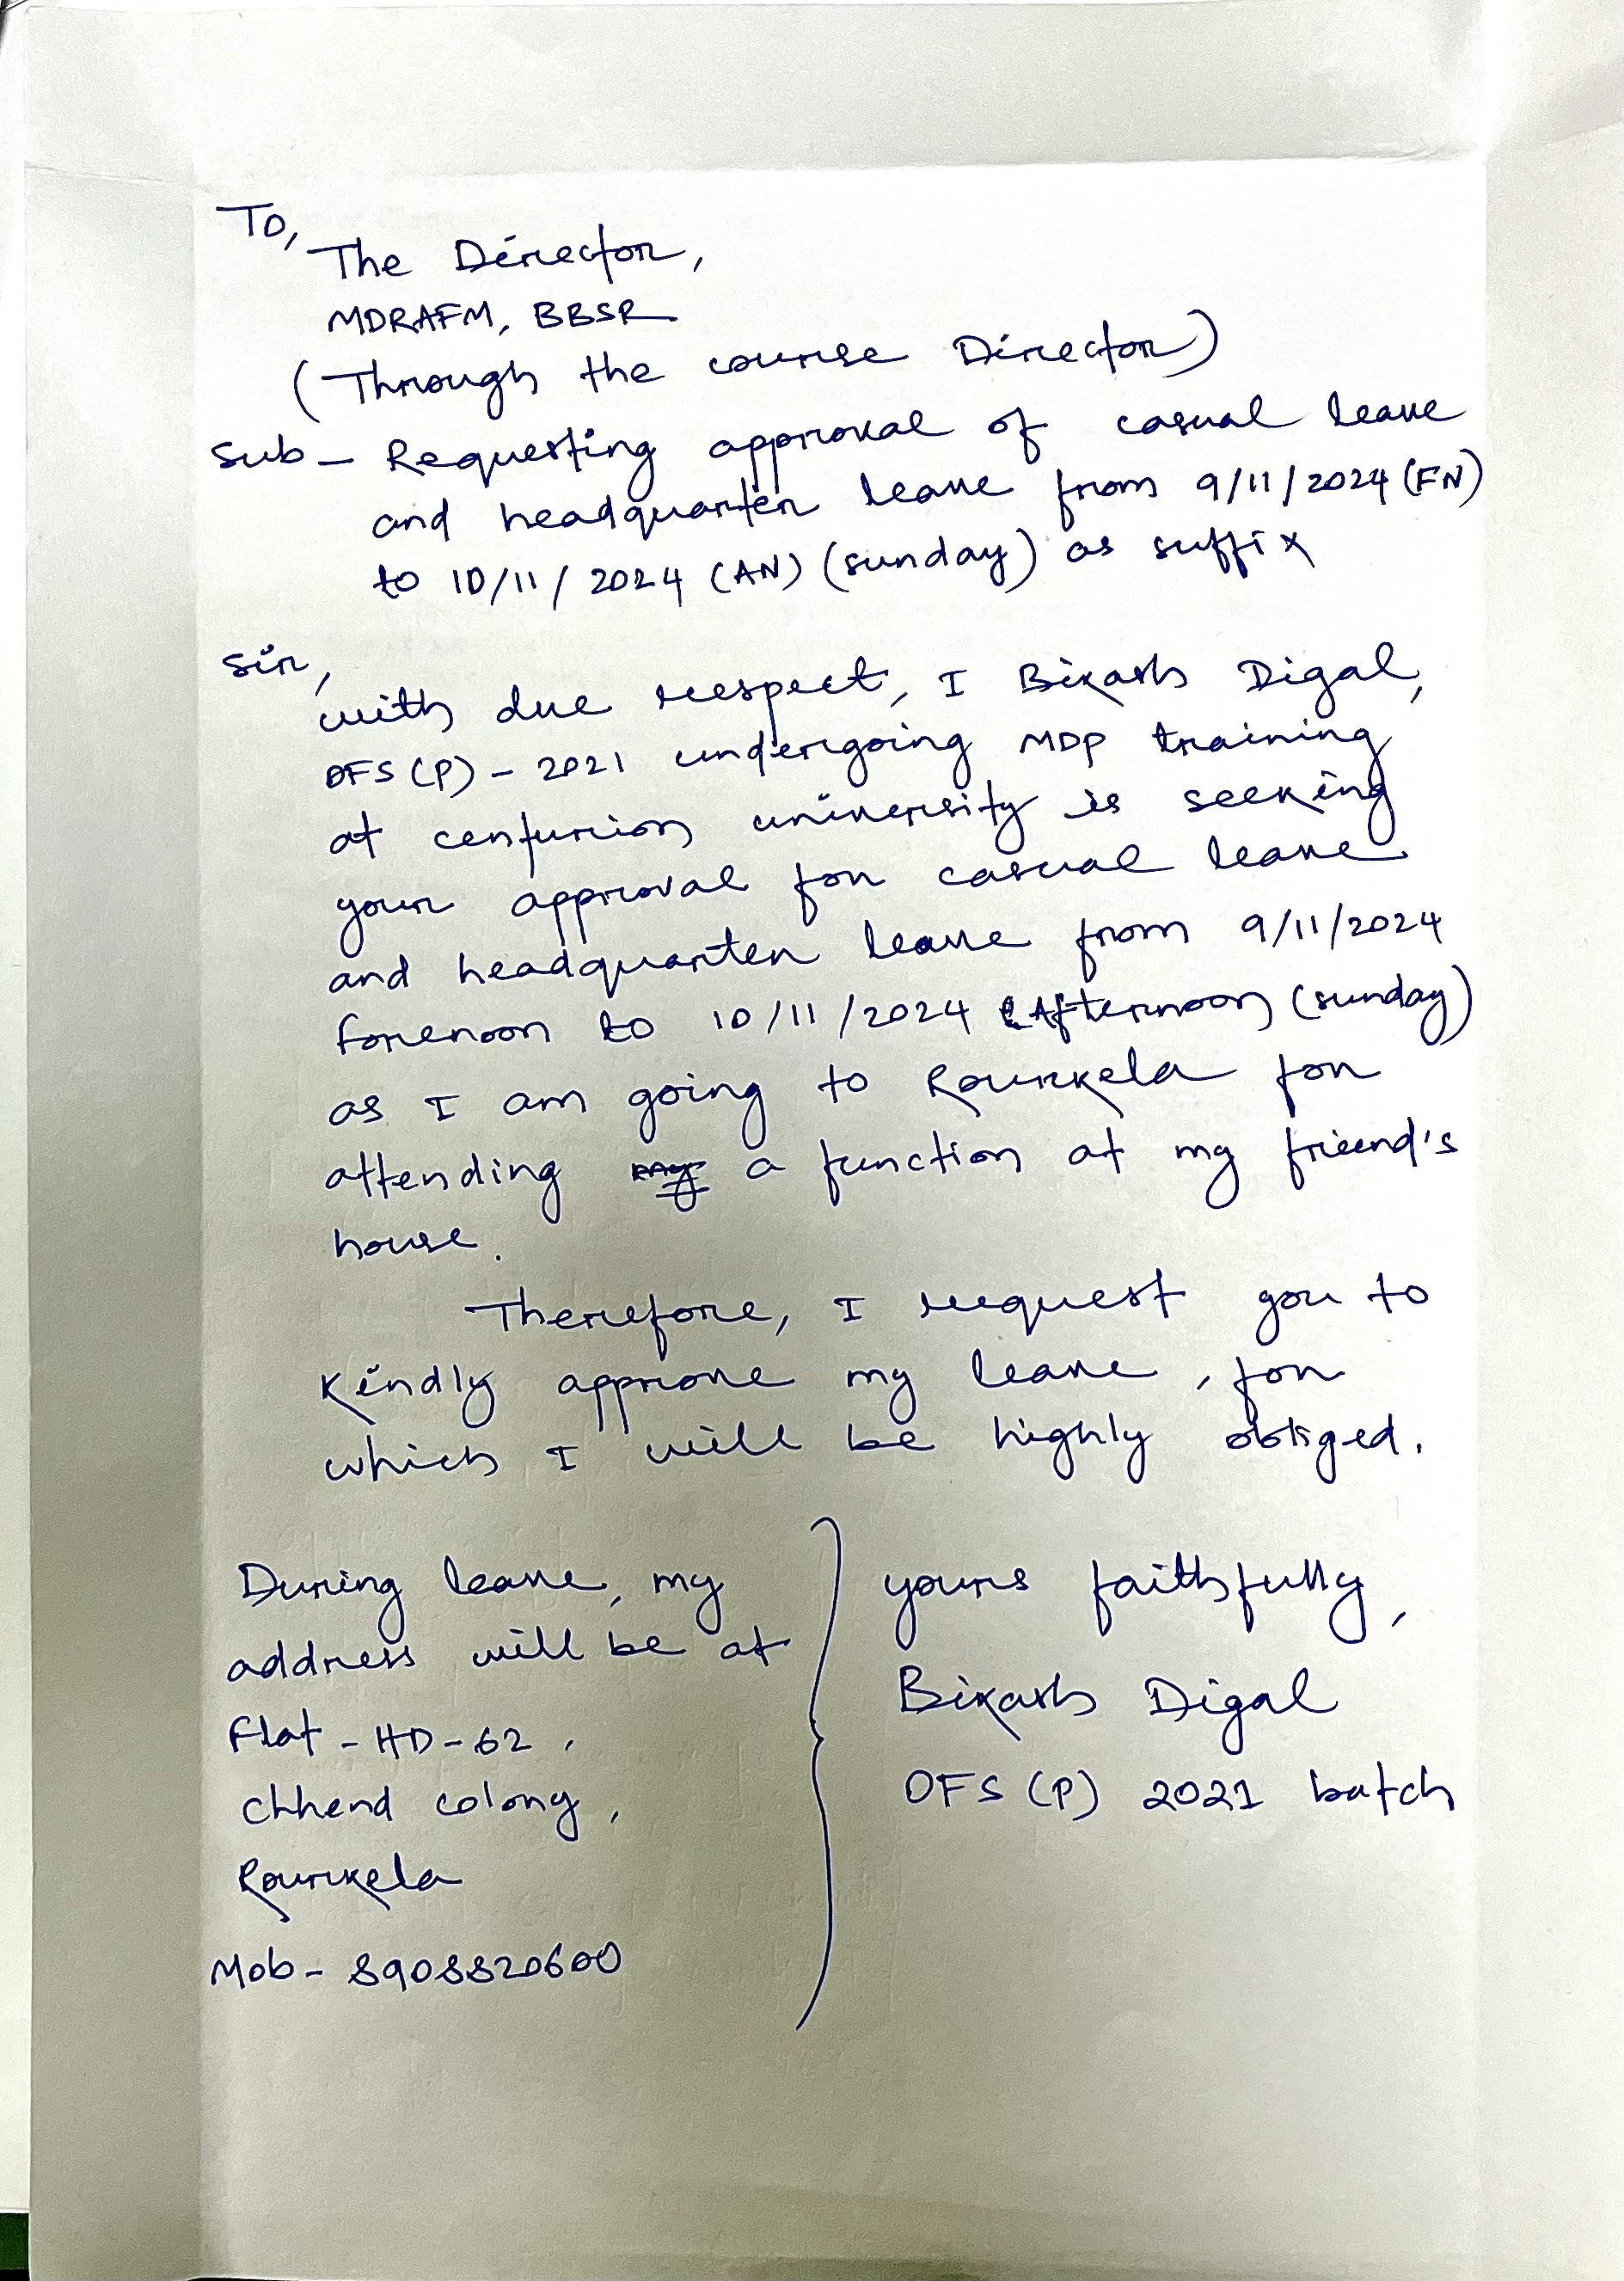 To,
The Director,
MDRAFM, BBSR
(Through the course Director)
Sub - Requesting approval of casual leave
and headquarter leave from 9/11/2024 (FN)
to 10/11/2024 (AN) (sunday) as suffix
Sir,
with due respect, I Bikash Digal,
OFS (P) - 2021 undergoing MDP training
at centurion university is seeking
your approval for casual leave
and headquarter leave from 9/11/2024
forenoon to 10/11/2024 Afternoon (sunday)
as I am going to Rourkela for
attending a function at my friend's
house.
Therefore, I request you to
kindly approve my leave, for
which I will be highly obliged.
During leave, my
address will be at
Flat - HD-62,
chhend colony,
Rourkela
Mob - 8908820600
yours faithfully,
Bikash Digal
OFS (P) 2021 batch